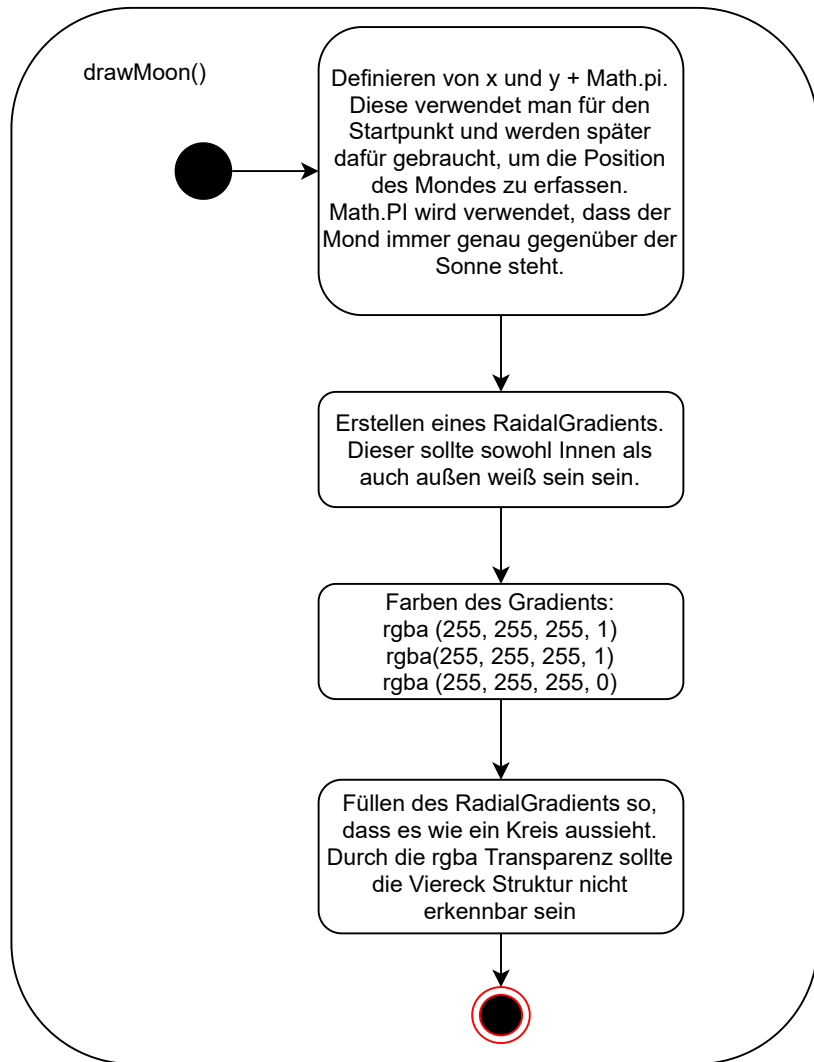 drawMoon()
Definieren von x und y + Math.pi.
Diese verwendet man für den
Startpunkt und werden später
dafür gebraucht, um die Position
des Mondes zu erfassen.
Math.PI wird verwendet, dass der
Mond immer genau gegenüber der
Sonne steht.
Erstellen eines RaidalGradients.
Dieser sollte sowohl Innen als
auch außen weiß sein sein.
Farben des Gradients:
rgba (255, 255, 255, 1)
rgba(255, 255, 255, 1)
rgba (255, 255, 255, 0)
Füllen des RadialGradients so,
dass es wie ein Kreis aussieht.
Durch die rgba Transparenz sollte
die Viereck Struktur nicht
erkennbar sein